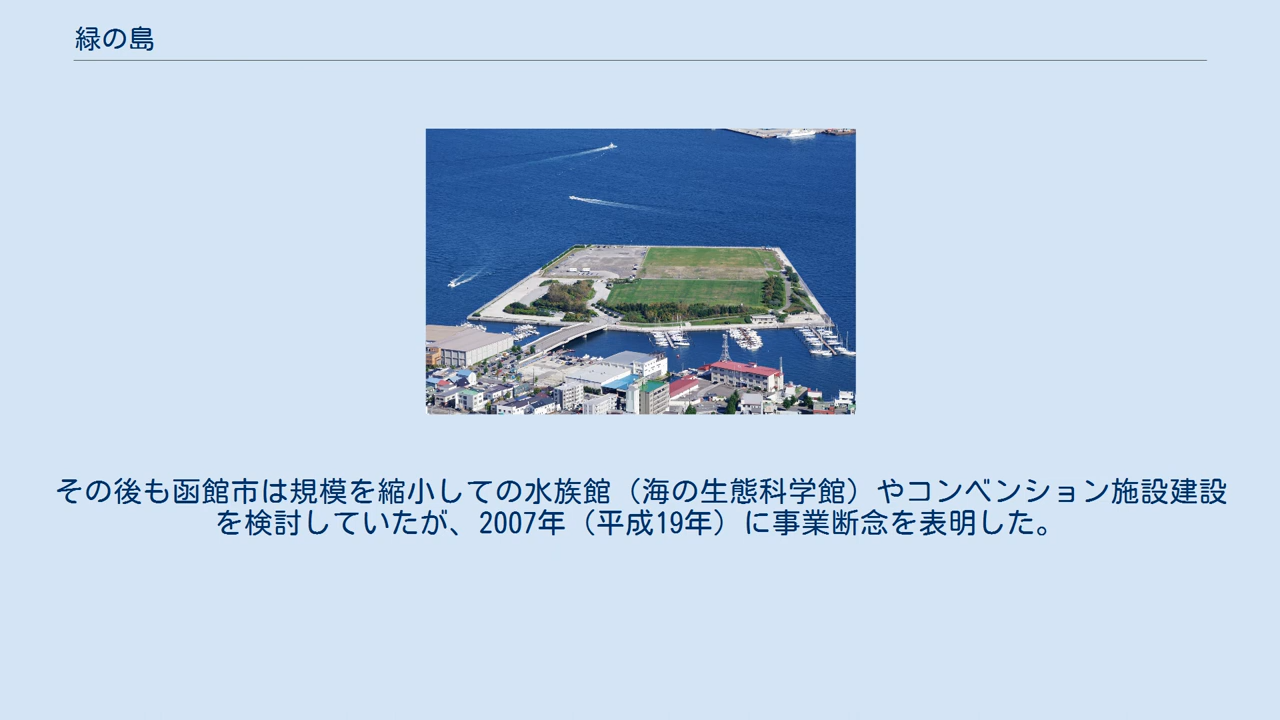 緑の島
その後も函館市は規模を縮小しての水族館（海の生態科学館）やコンベンション施設建設
を検討していたが、2007年（平成19年）に事業断念を表明した。